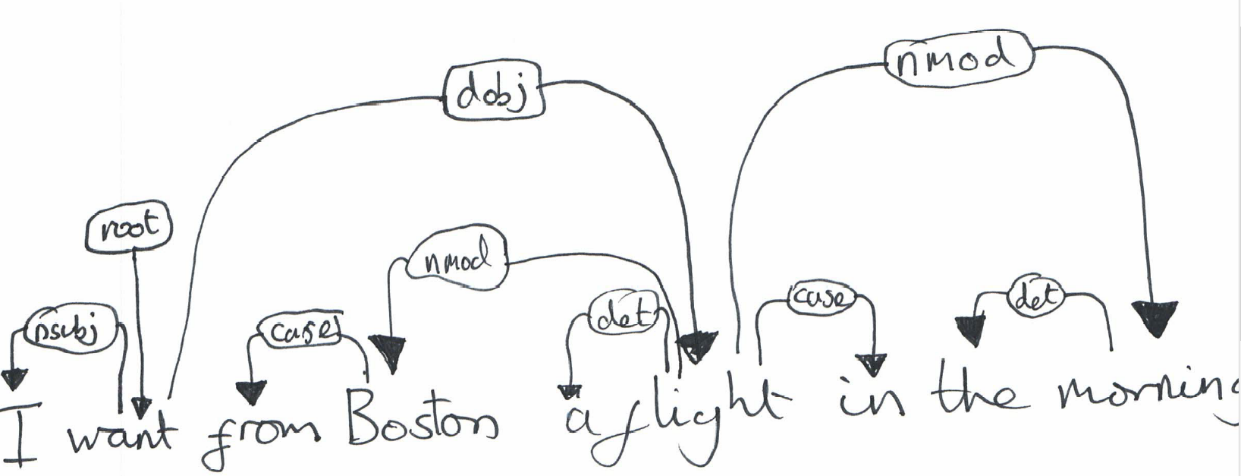 nmod
dobj
root
nmod
nsubj case det case det
I want from Boston a flight in the morning